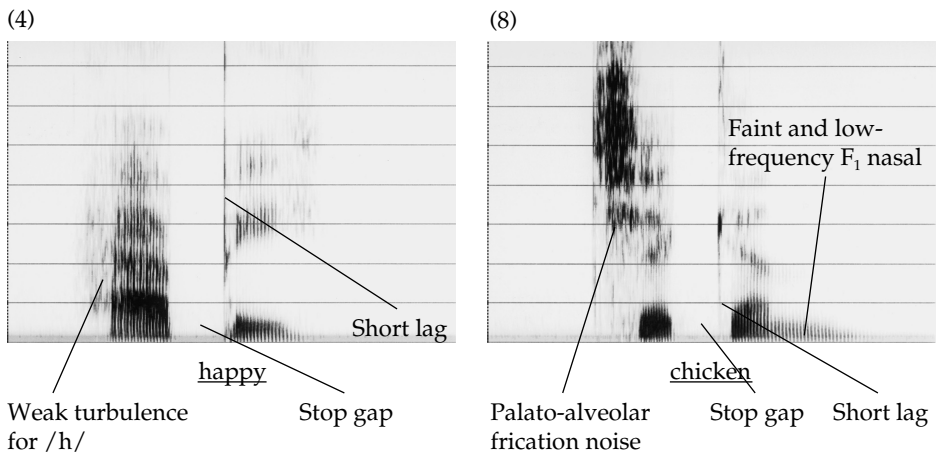 (4)
(8)
Faint and low-
frequency F₁ nasal
Short lag
happy
chicken
Weak turbulence
for /h/
Stop gap
Palato-alveolar
frication noise
Stop gap
Short lag